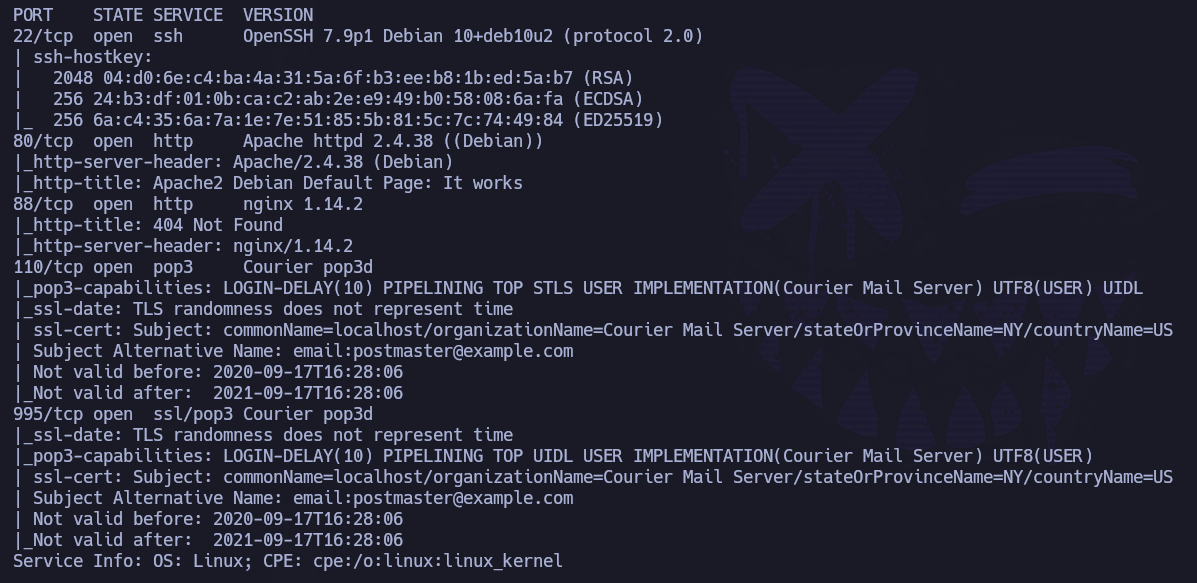 PORT    STATE SERVICE  VERSION
22/tcp  open  ssh      OpenSSH 7.9p1 Debian 10+deb10u2 (protocol 2.0)
| ssh-hostkey:
|   2048 04:d0:6e:c4:ba:4a:31:5a:6f:b3:ee:b8:1b:ed:5a:b7 (RSA)
|   256 24:b3:df:01:0b:ca:c2:ab:2e:e9:49:b0:58:08:6a:fa (ECDSA)
|_  256 6a:c4:35:6a:7a:1e:7e:51:85:5b:81:5c:7c:74:49:84 (ED25519)
80/tcp  open  http     Apache httpd 2.4.38 ((Debian))
|_http-server-header: Apache/2.4.38 (Debian)
|_http-title: Apache2 Debian Default Page: It works
88/tcp  open  http     nginx 1.14.2
|_http-title: 404 Not Found
|_http-server-header: nginx/1.14.2
110/tcp open  pop3     Courier pop3d
|_pop3-capabilities: LOGIN-DELAY(10) PIPELINING TOP STLS USER IMPLEMENTATION(Courier Mail Server) UTF8(USER) UIDL
|_ssl-date: TLS randomness does not represent time
| ssl-cert: Subject: commonName=localhost/organizationName=Courier Mail Server/stateOrProvinceName=NY/countryName=US
| Subject Alternative Name: email:postmaster@example.com
| Not valid before: 2020-09-17T16:28:06
|_Not valid after:  2021-09-17T16:28:06
995/tcp open  ssl/pop3 Courier pop3d
|_ssl-date: TLS randomness does not represent time
|_pop3-capabilities: LOGIN-DELAY(10) PIPELINING TOP UIDL USER IMPLEMENTATION(Courier Mail Server) UTF8(USER)
| ssl-cert: Subject: commonName=localhost/organizationName=Courier Mail Server/stateOrProvinceName=NY/countryName=US
| Subject Alternative Name: email:postmaster@example.com
| Not valid before: 2020-09-17T16:28:06
|_Not valid after:  2021-09-17T16:28:06
Service Info: OS: Linux; CPE: cpe:/o:linux:linux_kernel